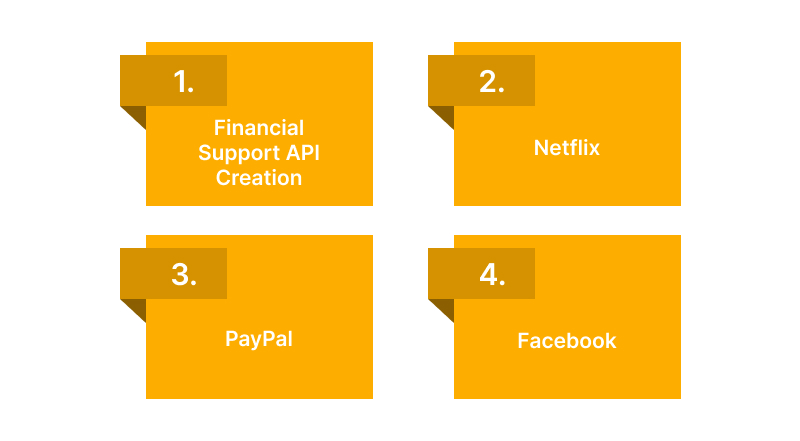 1.
Financial
Support API
Creation
2.
Netflix
3.
PayPal
4.
Facebook